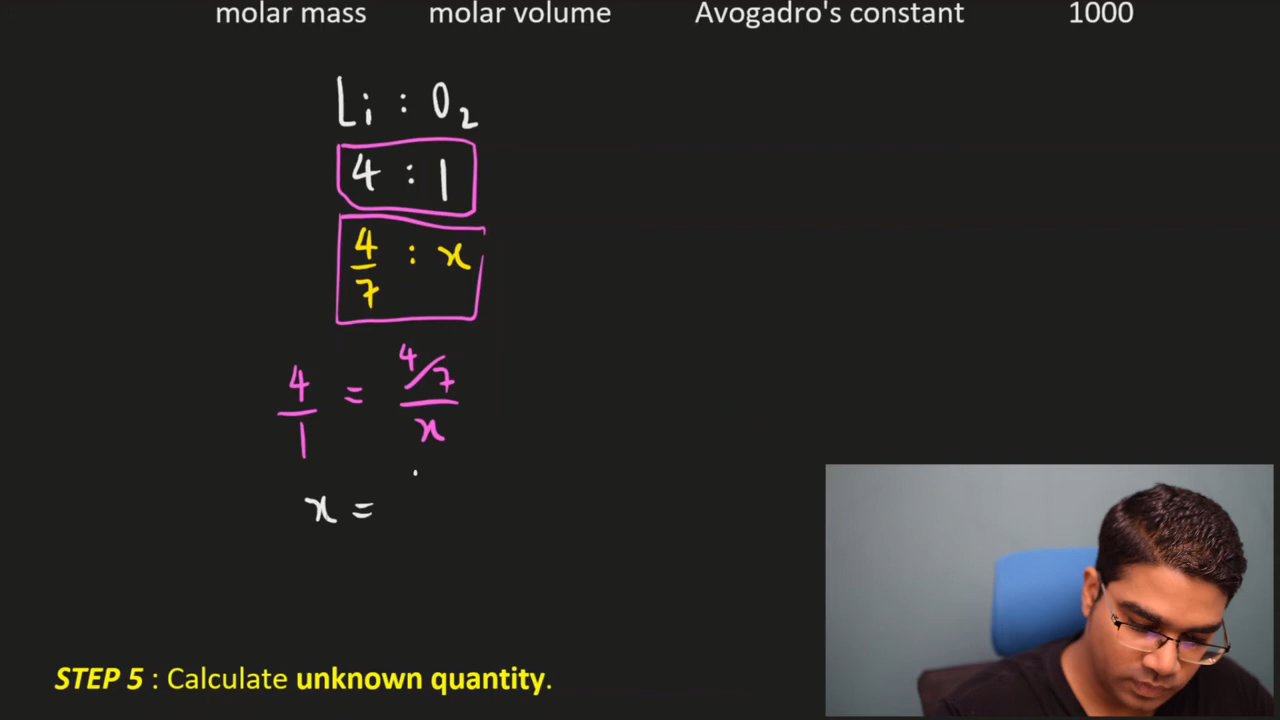 molar mass molar volume Avogadro's constant 1000
Li : O₂
4 : 1
4/7 : x
4/1 = 4/7/x
x =
STEP 5 : Calculate unknown quantity.